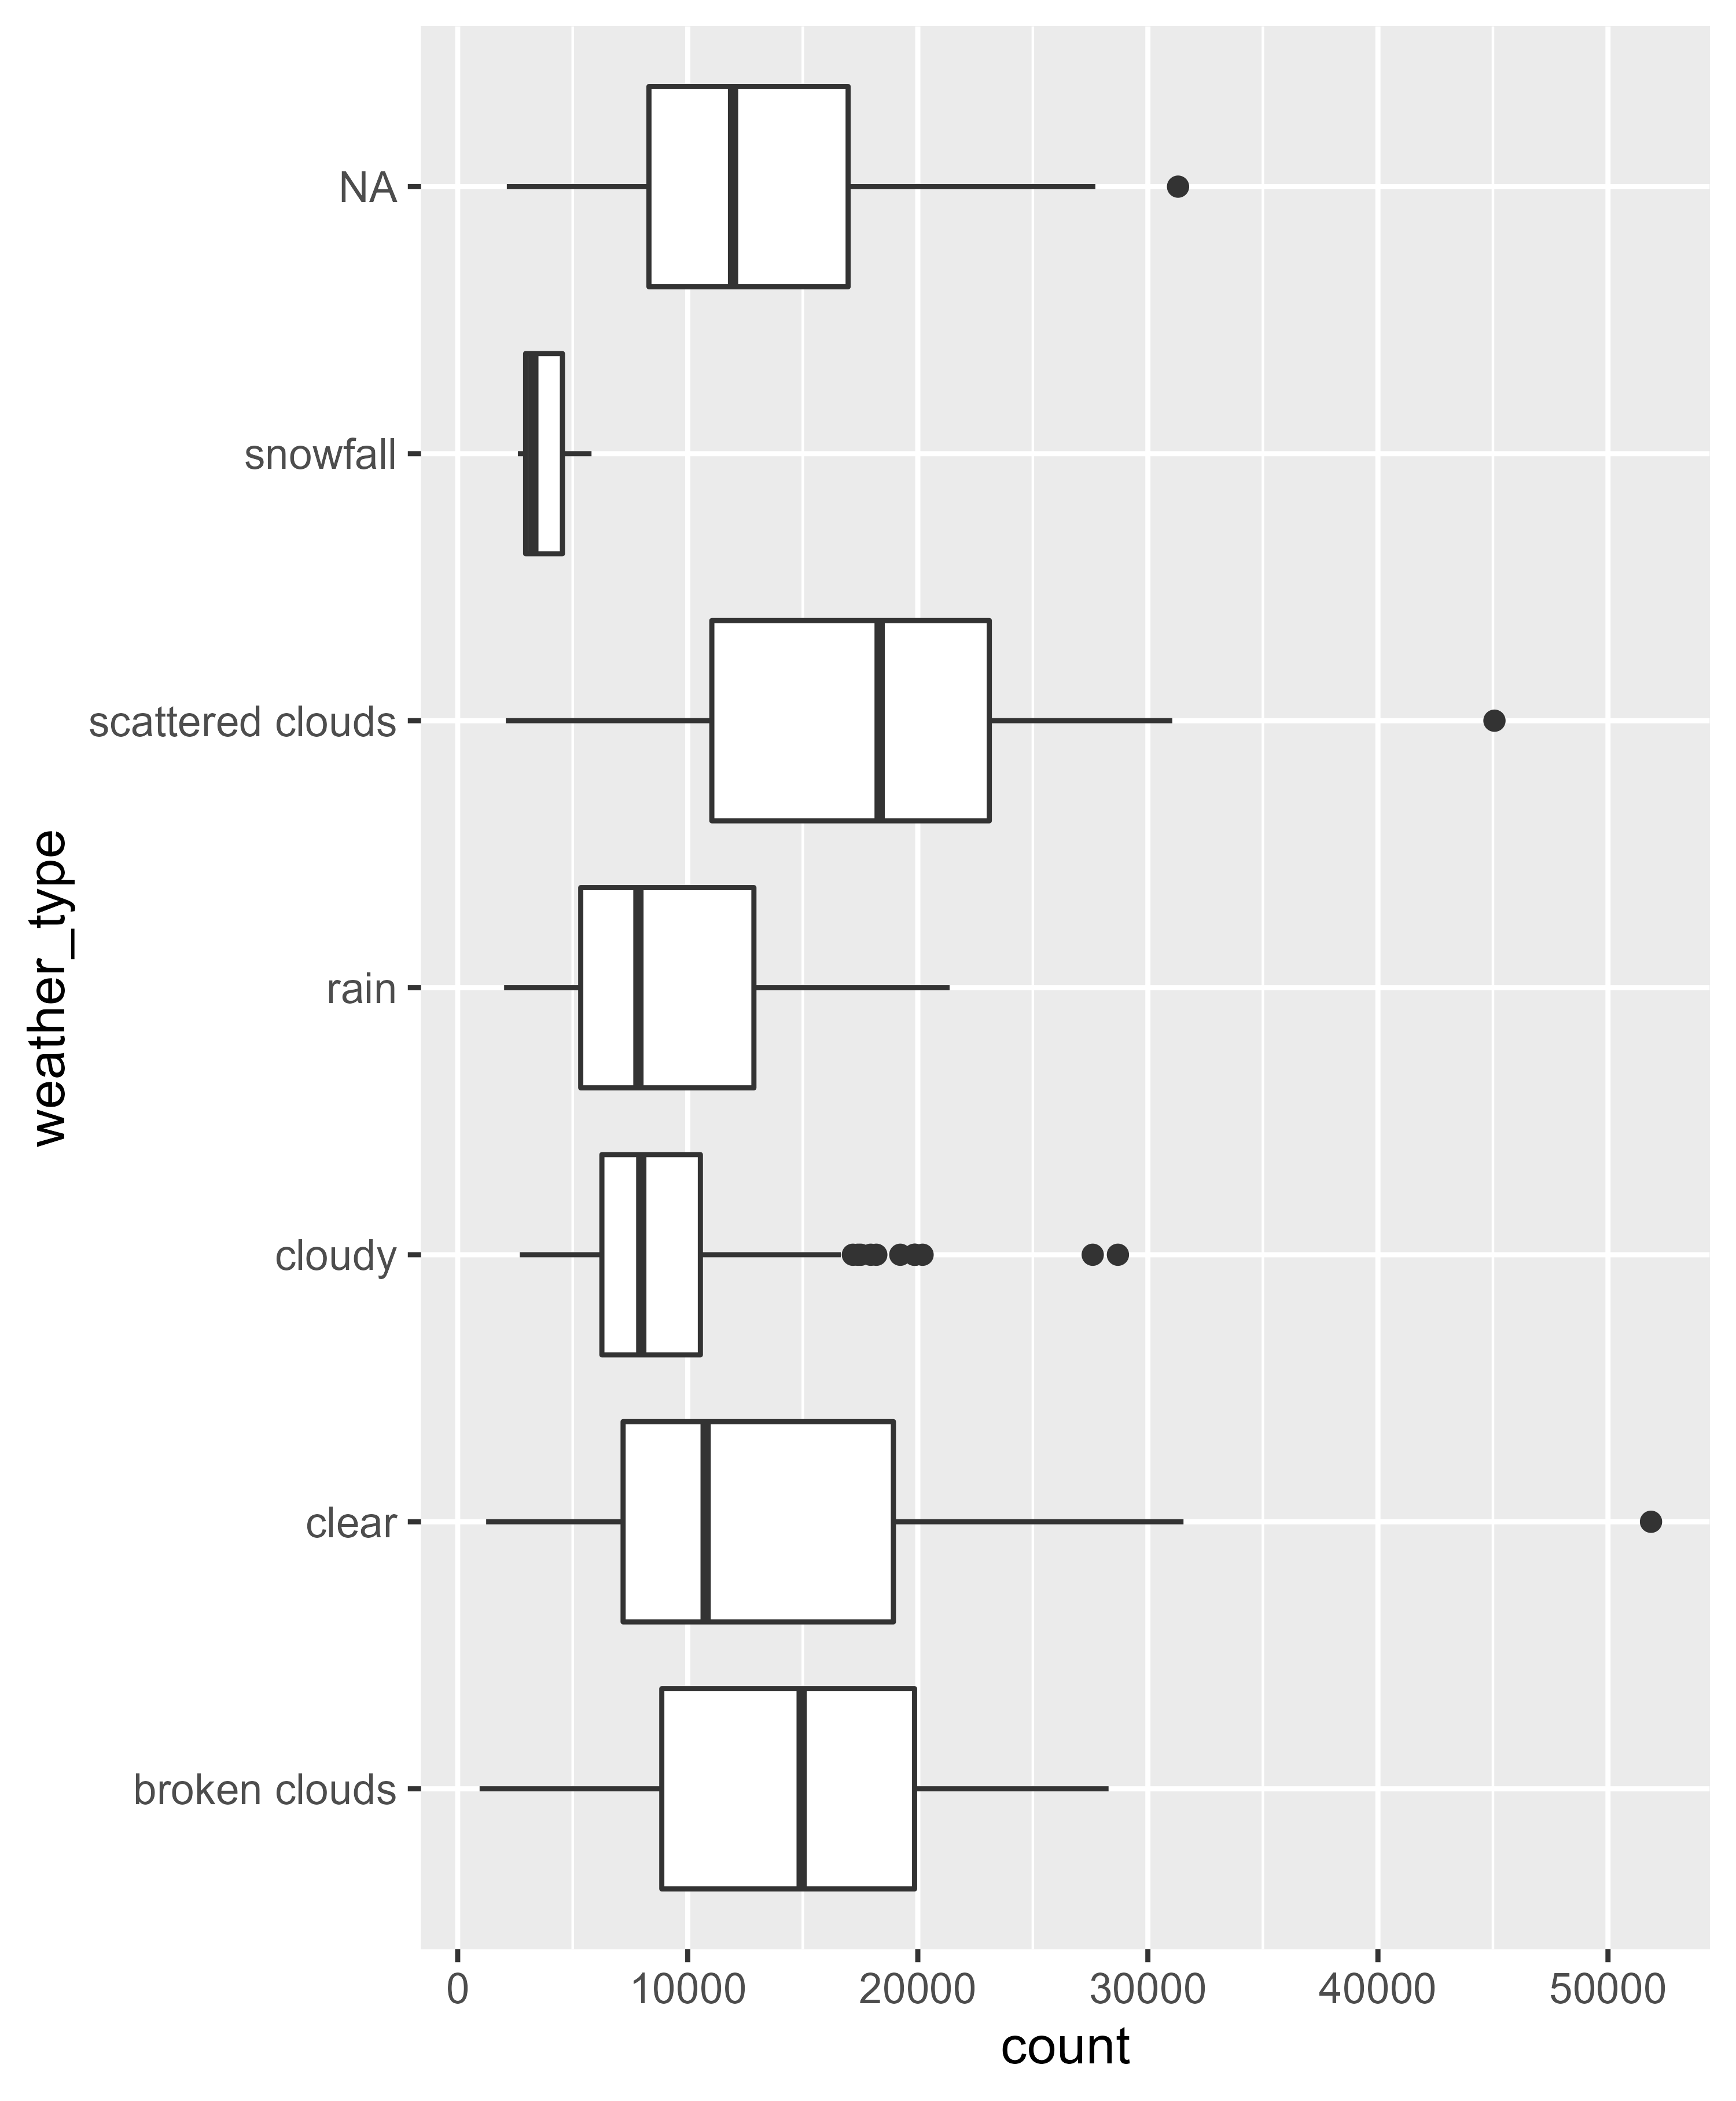 weather_type
NA
snowfall
scattered clouds
rain
cloudy
clear
broken clouds
0 10000 20000 30000 40000 50000
count